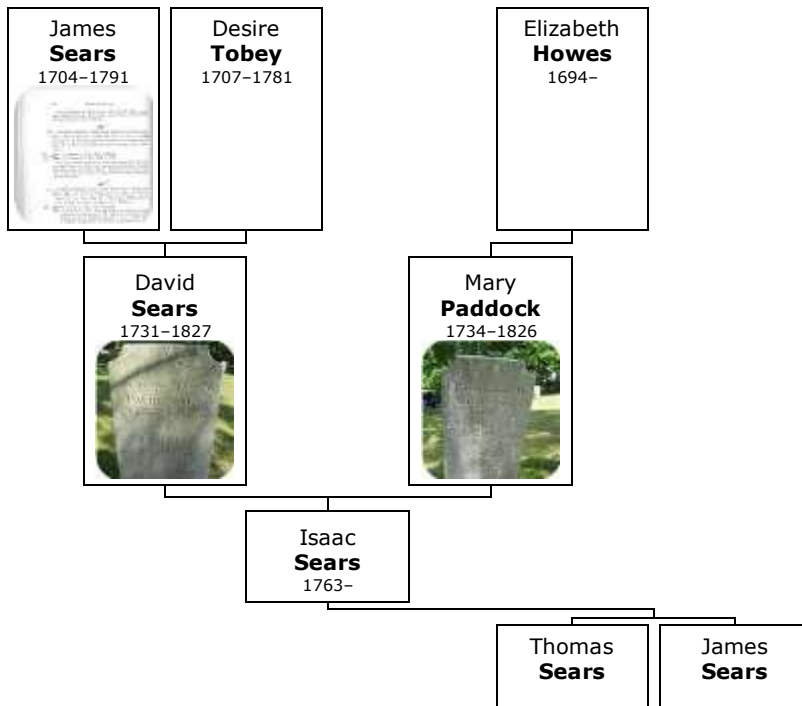 James
Sears
1704–1791
Desire
Tobey
1707–1781
Elizabeth
Howes
1694–
David
Sears
1731–1827
Mary
Paddock
1734–1826
Isaac
Sears
1763–
Thomas
Sears
James
Sears